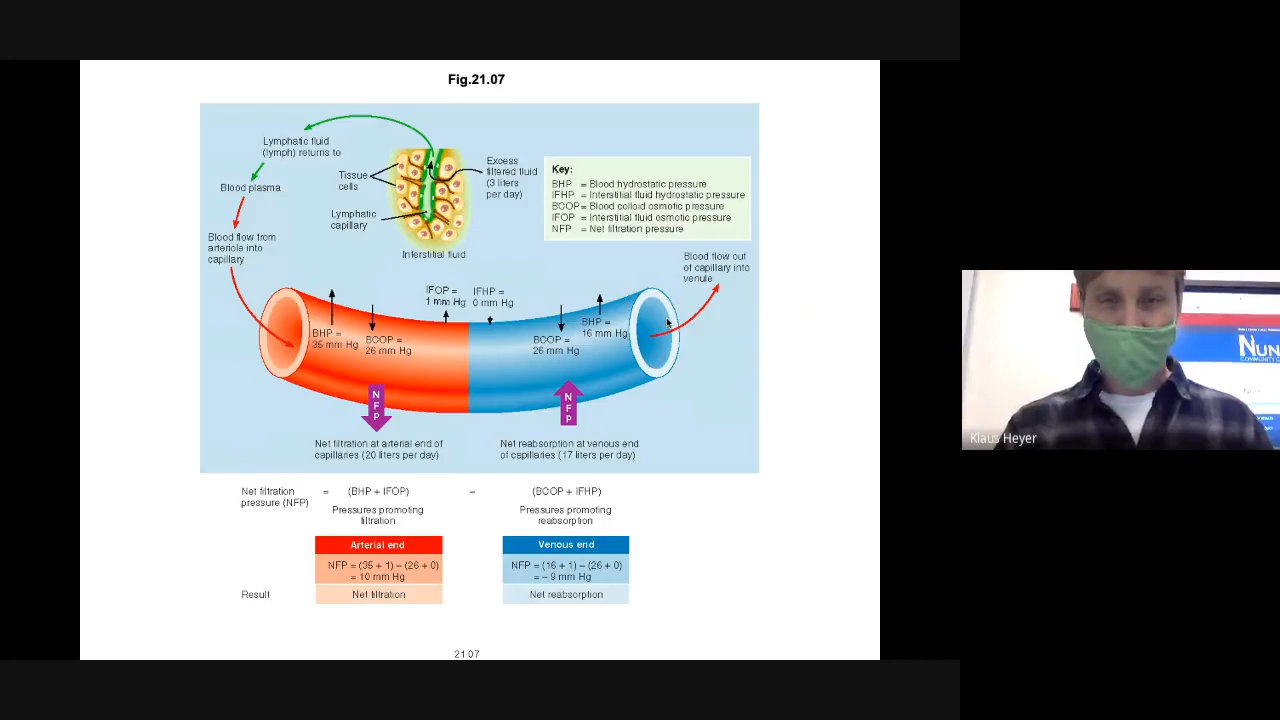 Fig.21.07
Lymphatic fluid
(lymph) returns to
Blood plasma
Blood flow from
arteriole into
capillary
Tissue
cells
Lymphatic
capillary
Excess
filtered fluid
(3 liters
per day)
Interstitial fluid
Key:
BHP = Blood hydrostatic pressure
IFHP = Interstitial fluid hydrostatic pressure
BCOP= Blood colloid osmotic pressure
IFOP = Interstitial fluid osmotic pressure
NFP = Net filtration pressure
Blood flow out
of capillary into
venule
BHP =
35 mm Hg
BCOP =
26 mm Hg
IFOP =
1 mm Hg
IFHP =
0 mm Hg
BCOP =
26 mm Hg
BHP =
16 mm Hg
N
F
P
N
F
P
Net filtration at arterial end of
capillaries (20 liters per day)
Net reabsorption at venous end
of capillaries (17 liters per day)
Net filtration = (BHP + IFOP) – (BCOP + IFHP)
pressure (NFP)
Pressures promoting
filtration
Pressures promoting
reabsorption
Arterial end
NFP = (35 + 1) – (26 + 0)
= 10 mm Hg
Venous end
NFP = (16 + 1) – (26 + 0)
= – 9 mm Hg
Result Net filtration Net reabsorption
21 07
NUN
COMMUNITY C
Klaus Heyer